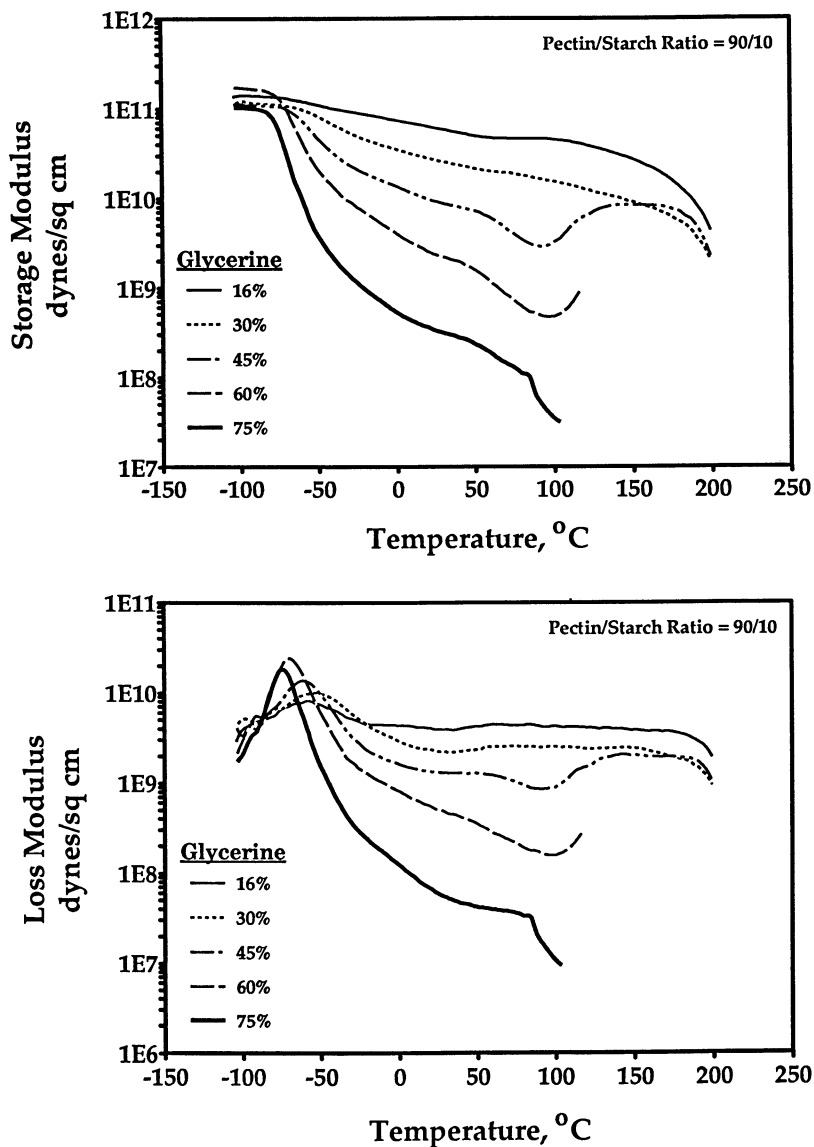 1E12
Pectin/Starch Ratio = 90/10
1E11
1E10
1E9
1E8
1E7
Storage Modulus
dynes/sq cm
Glycerine
16%
30%
45%
60%
75%
-150 -100 -50 0 50 100 150 200 250
Temperature, °C
1E11
Pectin/Starch Ratio = 90/10
1E10
1E9
1E8
1E7
1E6
Loss Modulus
dynes/sq cm
Glycerine
16%
30%
45%
60%
75%
-150 -100 -50 0 50 100 150 200 250
Temperature, °C